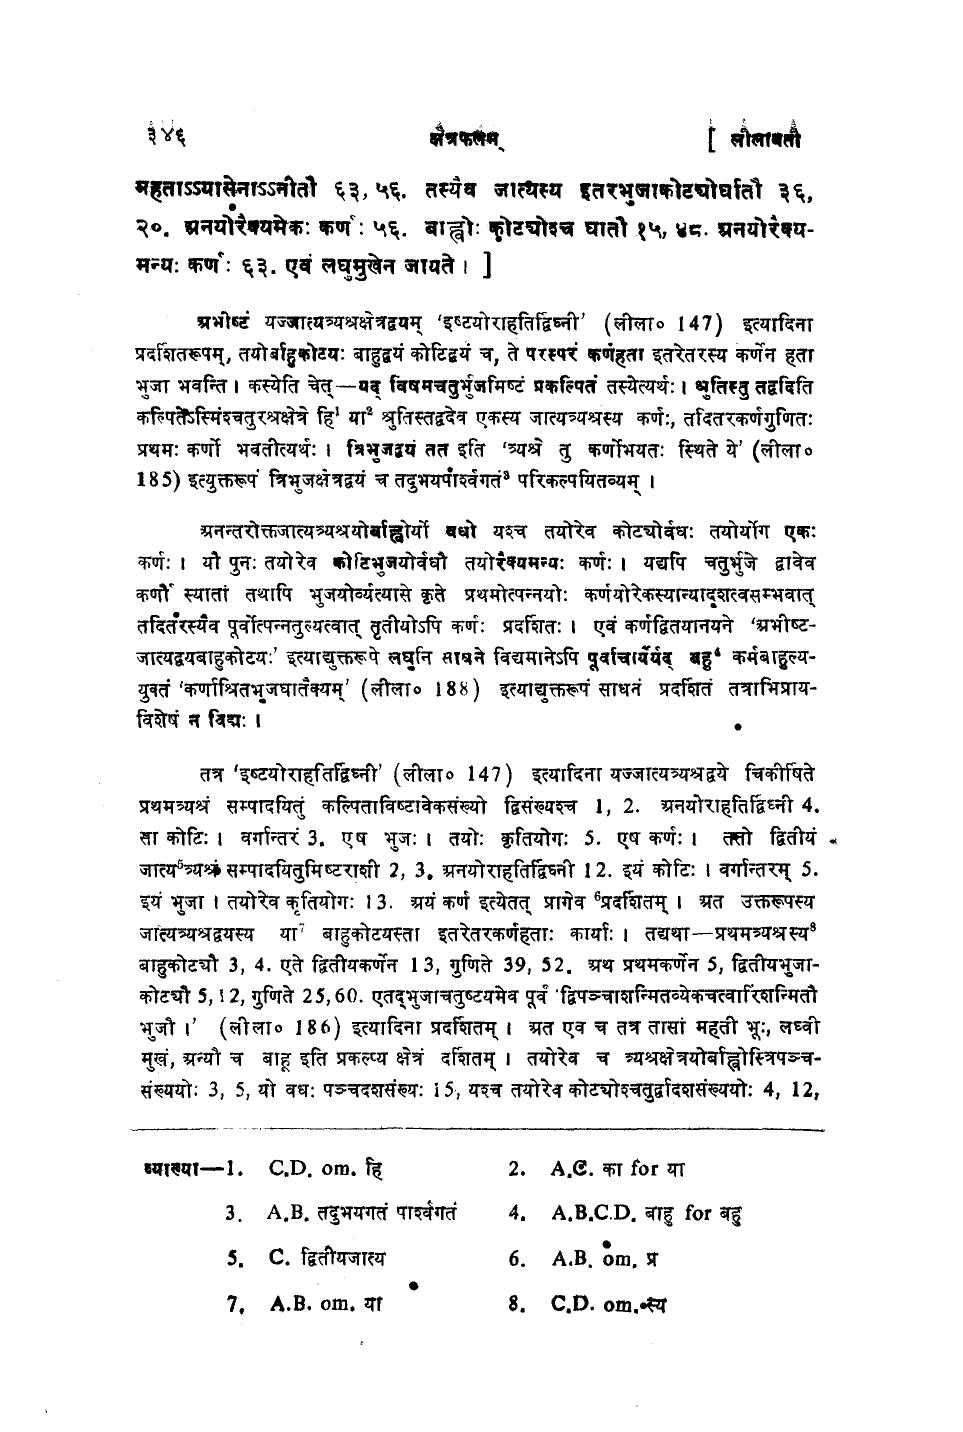 ३४६ क्षेत्रफलम् [ लीलावती
महताऽऽयासेनाऽऽनीतौ ६३, ५६. तस्यैव जात्यस्य इतरभुजाकोटयोर्घातौ ३६,
२०. अनयोरैक्यमेकः कर्णः ५६. बाह्वोः कोटयोश्च घातौ १५, ४८. अनयोरैक्य-
मन्यः कर्णः ६३. एवं लघुमुखेन जायते । ]
अभीष्टं यज्जात्यत्र्यश्रक्षेत्रद्वयम् 'इष्टयोराहतिर्द्विघ्नी' (लीला० 147) इत्यादिना
प्रदर्शितरूपम्, तयोर्बाहुकोटयः बाहुद्वयं कोटिद्वयं च, ते परस्परं कर्णहता इतरेतरस्य कर्णेन हता
भुजा भवन्ति । कस्येति चेत्—यद् विषमचतुर्भुजमिष्टं प्रकल्पितं तस्येत्यर्थः । श्रुतिस्तु तद्वदिति
कल्पितेऽस्मिंश्चतुरश्रक्षेत्रे हि¹ या² श्रुतिस्तद्वदेव एकस्य जात्यत्र्यश्रस्य कर्णः, तदितरकर्णगुणितः
प्रथमः कर्णो भवतीत्यर्थः । त्रिभुजद्वयं तत इति 'त्र्यश्रे तु कर्णोभयतः स्थिते ये' (लीला०
185) इत्युक्तरूपं त्रिभुजक्षेत्रद्वयं च तदुभयपार्श्वगतं³ परिकल्पयितव्यम् ।
अनन्तरोक्तजात्यत्र्यश्रयोर्बाह्वोर्यो वधो यश्च तयोरेव कोटयोर्वधः तयोर्योग एकः
कर्णः । यौ पुनः तयोरेव कोटिभुजयोर्वधौ तयोरैक्यमन्यः कर्णः । यद्यपि चतुर्भुजे द्वावेव
कर्णौ स्यातां तथापि भुजयोर्व्यत्यासे कृते प्रथमोत्पन्नयोः कर्णयोरेकस्यान्यादृशत्वसम्भवात्
तदितरस्यैव पूर्वोत्पन्नतुल्यत्वात् तृतीयोऽपि कर्णः प्रदर्शितः । एवं कर्णद्वितयानयने 'अभीष्ट-
जात्यद्वयबाहुकोटयः' इत्याद्युक्तरूपे लघुनि साधने विद्यमानेऽपि पूर्वाचार्यैर्यद् बहु⁴ कर्मबाहुल्य-
युक्तं 'कर्णाश्रितभुजघातैक्यम्' (लीला० 188) इत्याद्युक्तरूपं साधनं प्रदर्शितं तत्राभिप्राय-
विशेषं न विद्मः ।
तत्र 'इष्टयोराहतिर्द्विघ्नी' (लीला० 147) इत्यादिना यज्जात्यत्र्यश्रद्वये चिकीर्षिते
प्रथमत्र्यश्रं सम्पादयितुं कल्पिताविष्टावेकसंख्यो द्विसंख्यश्च 1, 2. अनयोराहतिर्द्विघ्नी 4.
सा कोटिः । वर्गान्तरं 3. एष भुजः । तयोः कृतियोगः 5. एष कर्णः । ततो द्वितीयं
जात्य⁵त्र्यश्रं सम्पादयितुमिष्टराशी 2, 3. अनयोराहतिर्द्विघ्नी 12. इयं कोटिः । वर्गान्तरम् 5.
इयं भुजा । तयोरेव कृतियोगः 13. अयं कर्ण इत्येतत् प्रागेव ⁶प्रदर्शितम् । अत उक्तरूपस्य
जात्यत्र्यश्रद्वयस्य या⁷ बाहुकोटयस्ता इतरेतरकर्णहताः कार्याः । तद्यथा—प्रथमत्र्यश्रस्य⁸
बाहुकोटयौ 3, 4. एते द्वितीयकर्णेन 13, गुणिते 39, 52. अथ प्रथमकर्णेन 5, द्वितीयभुजा-
कोटयौ 5, 12, गुणिते 25, 60. एतद्भुजाचतुष्टयमेव पूर्वं 'द्विपञ्चाशन्मितव्येकचत्वारिंशन्मितौ
भुजौ ।' (लीला० 186) इत्यादिना प्रदर्शितम् । अत एव च तत्र तासां महती भूः, लघ्वी
मुखं, अन्यौ च बाहू इति प्रकल्प्य क्षेत्रं दर्शितम् । तयोरेव च त्र्यश्रक्षेत्रयोर्बाह्वोस्त्रिपञ्च-
संख्ययोः 3, 5, यो वधः पञ्चदशसंख्यः 15, यश्च तयोरेव कोटयोश्चतुर्द्वादशसंख्ययोः 4, 12,
व्याख्या—1. C.D. om. हि 2. A.C. का for या
3. A.B. तदुभयगतं पार्श्वगतं 4. A.B.C.D. बाहु for बहु
5. C. द्वितीयजात्य 6. A.B. om. प्र
7. A.B. om. या 8. C.D. om. स्य